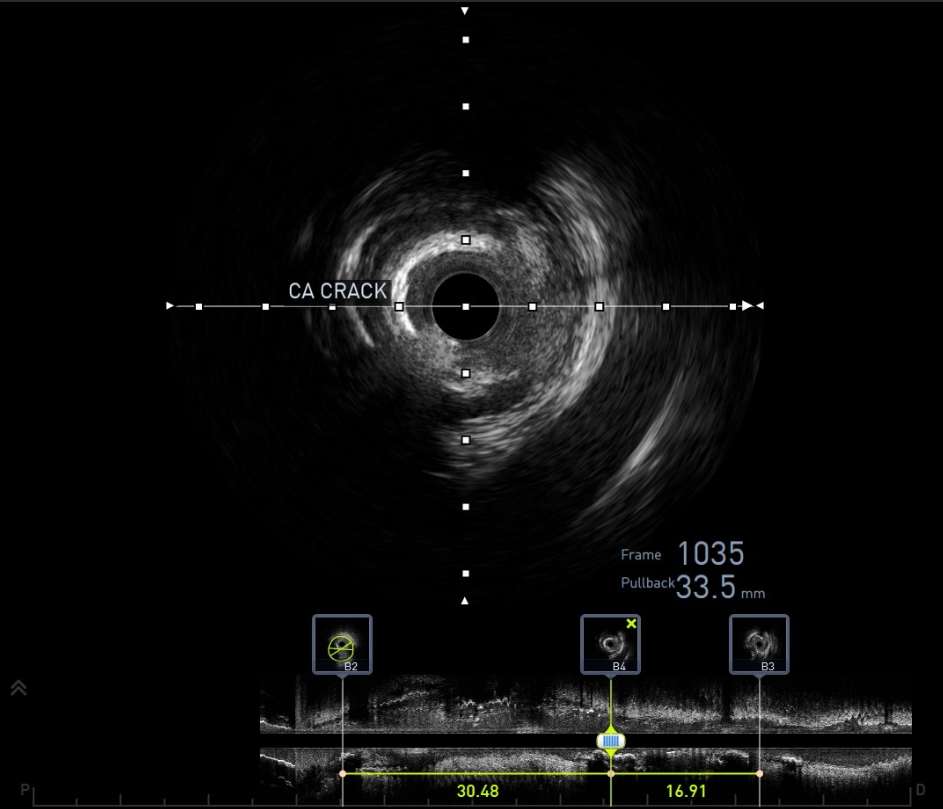 CA CRACK
Frame 1035
Pullback 33.5 mm
B2
B4
B3
P
D
30.48
16.91